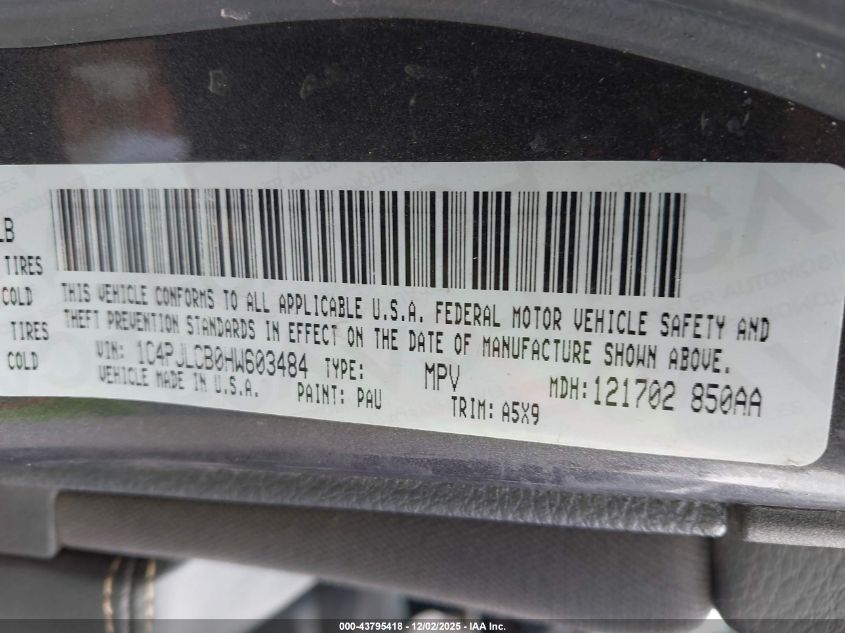 LB
TIRES
COLD
TIRES
COLD
THIS VEHICLE CONFORMS TO ALL APPLICABLE U.S.A. FEDERAL MOTOR VEHICLE SAFETY AND
THEFT PREVENTION STANDARDS IN EFFECT ON THE DATE OF MANUFACTURE SHOWN ABOVE.
VIN: 1C4PJLCB0HW603484 TYPE: MPV MDH:121702 850AA
VEHICLE MADE IN U.S.A. PAINT: PAU TRIM: A5X9
000-43795418 - 12/02/2025 - © IAA Inc.